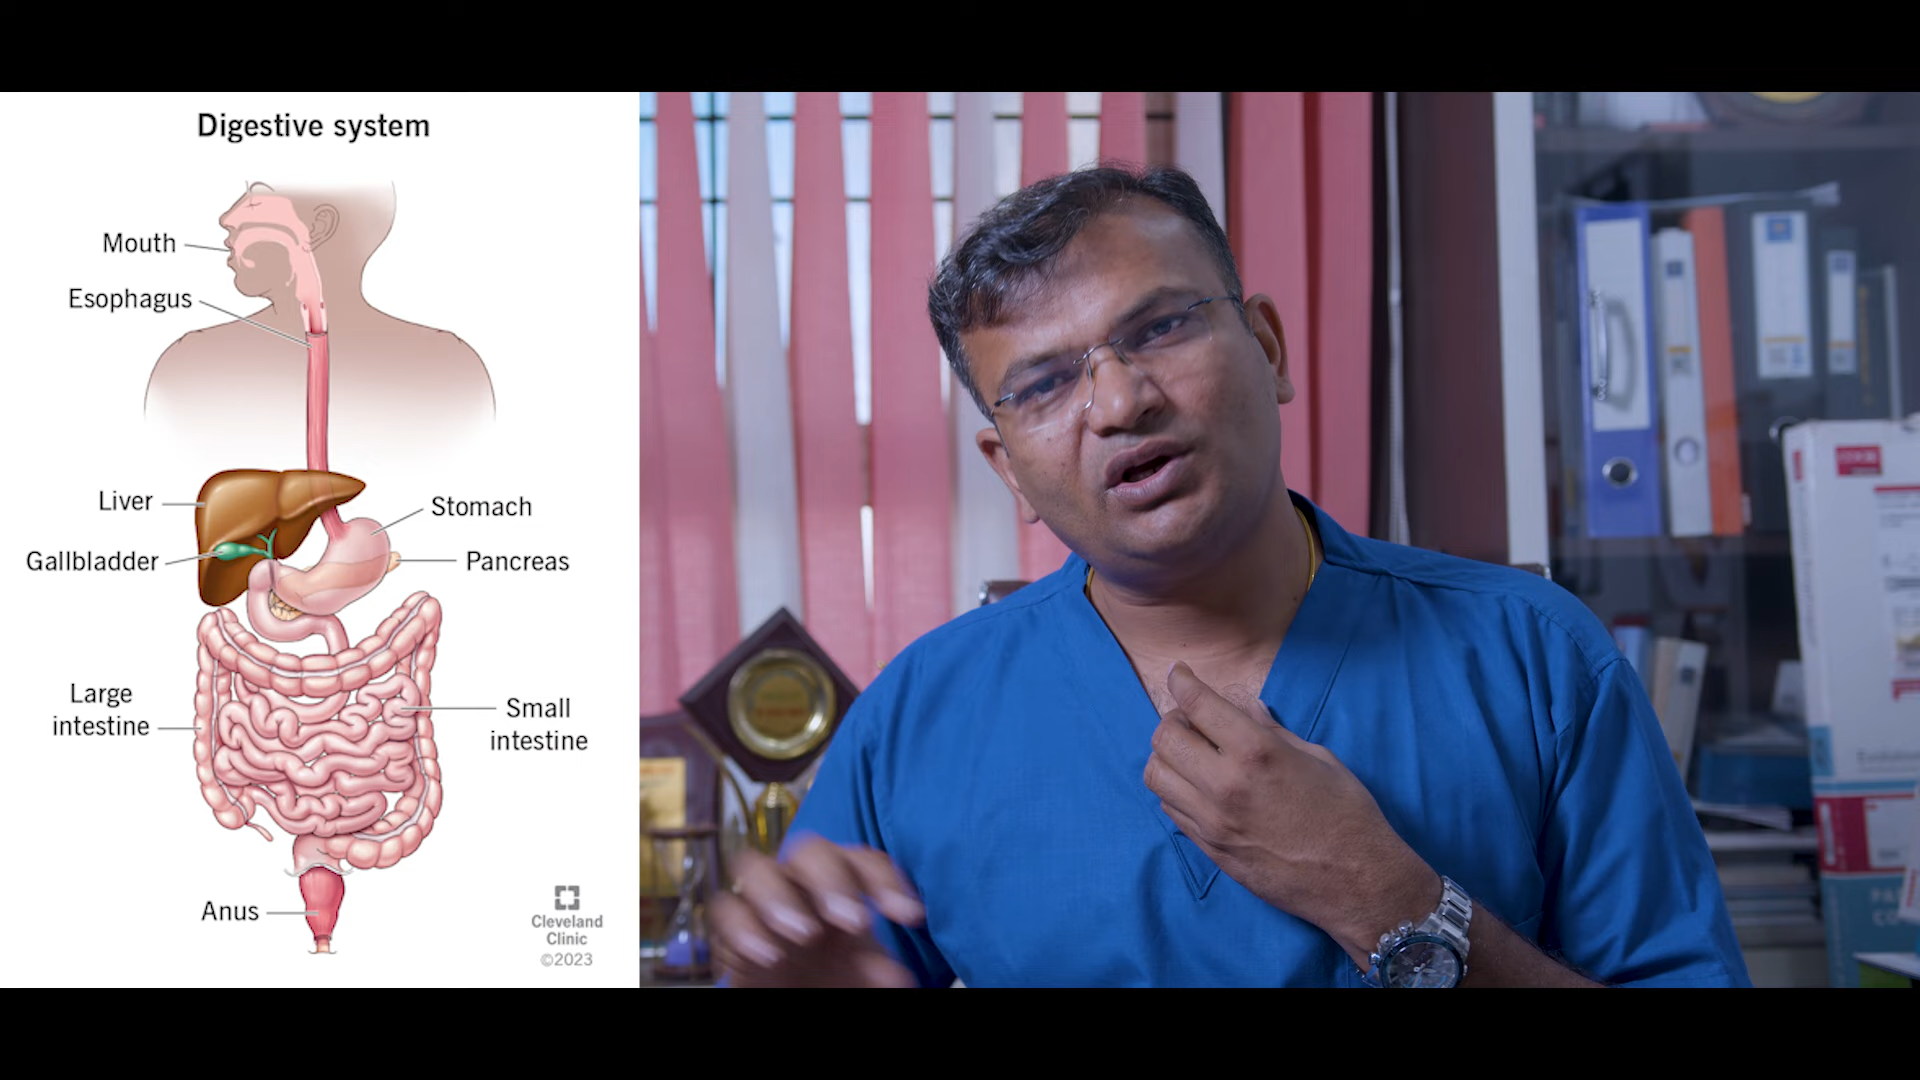 Digestive system
Mouth
Esophagus
Liver
Stomach
Gallbladder
Pancreas
Large
intestine
Small
intestine
Anus
Cleveland
Clinic
©2023